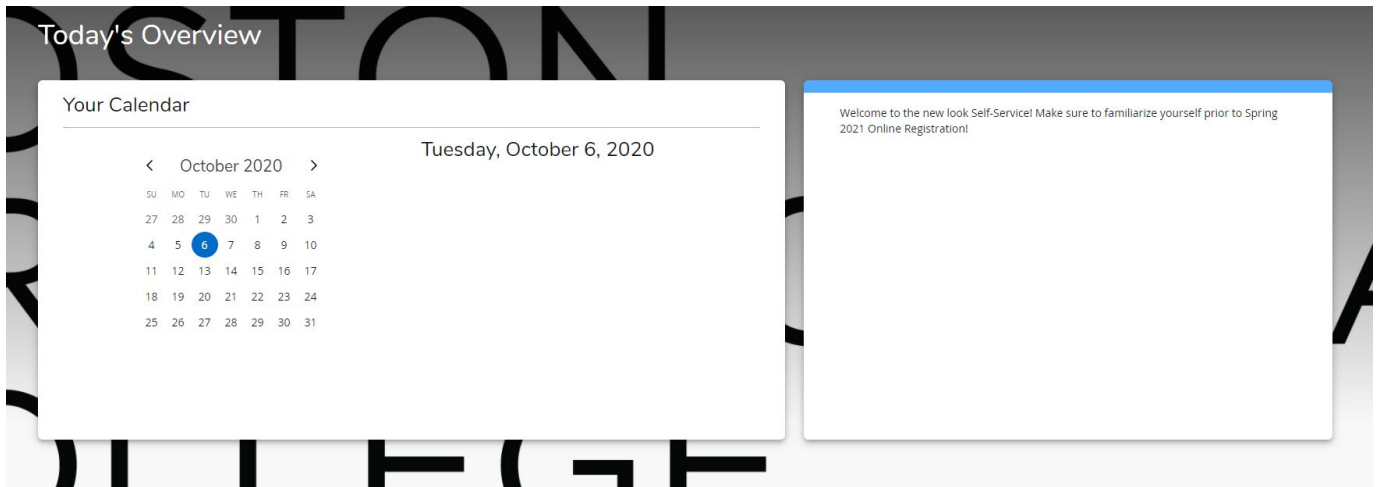 Today's Overview
Your Calendar
October 2020
SU MO TU WE TH FR SA
27 28 29 30 1 2 3
4 5 6 7 8 9 10
11 12 13 14 15 16 17
18 19 20 21 22 23 24
25 26 27 28 29 30 31
Tuesday, October 6, 2020
Welcome to the new look Self-Service! Make sure to familiarize yourself prior to Spring
2021 Online Registration!